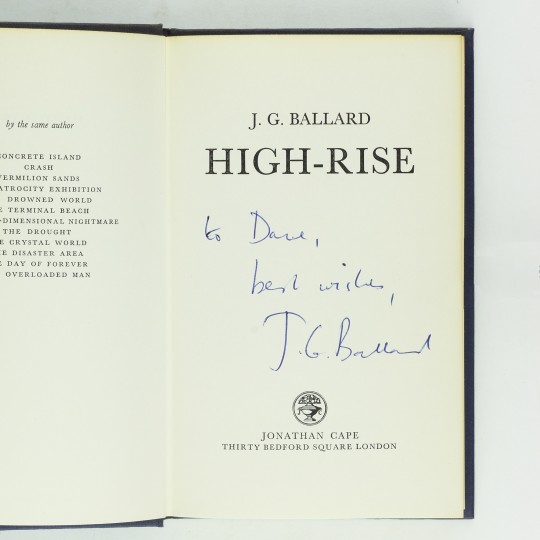 by the same author
CONCRETE ISLAND
CRASH
VERMILION SANDS
ATROCITY EXHIBITION
DROWNED WORLD
TERMINAL BEACH
-DIMENSIONAL NIGHTMARE
THE DROUGHT
CRYSTAL WORLD
DISASTER AREA
DAY OF FOREVER
OVERLOADED MAN
J. G. BALLARD
HIGH-RISE
to Dave,
best wishes,
J. G. Ballard
JONATHAN CAPE
THIRTY BEDFORD SQUARE LONDON